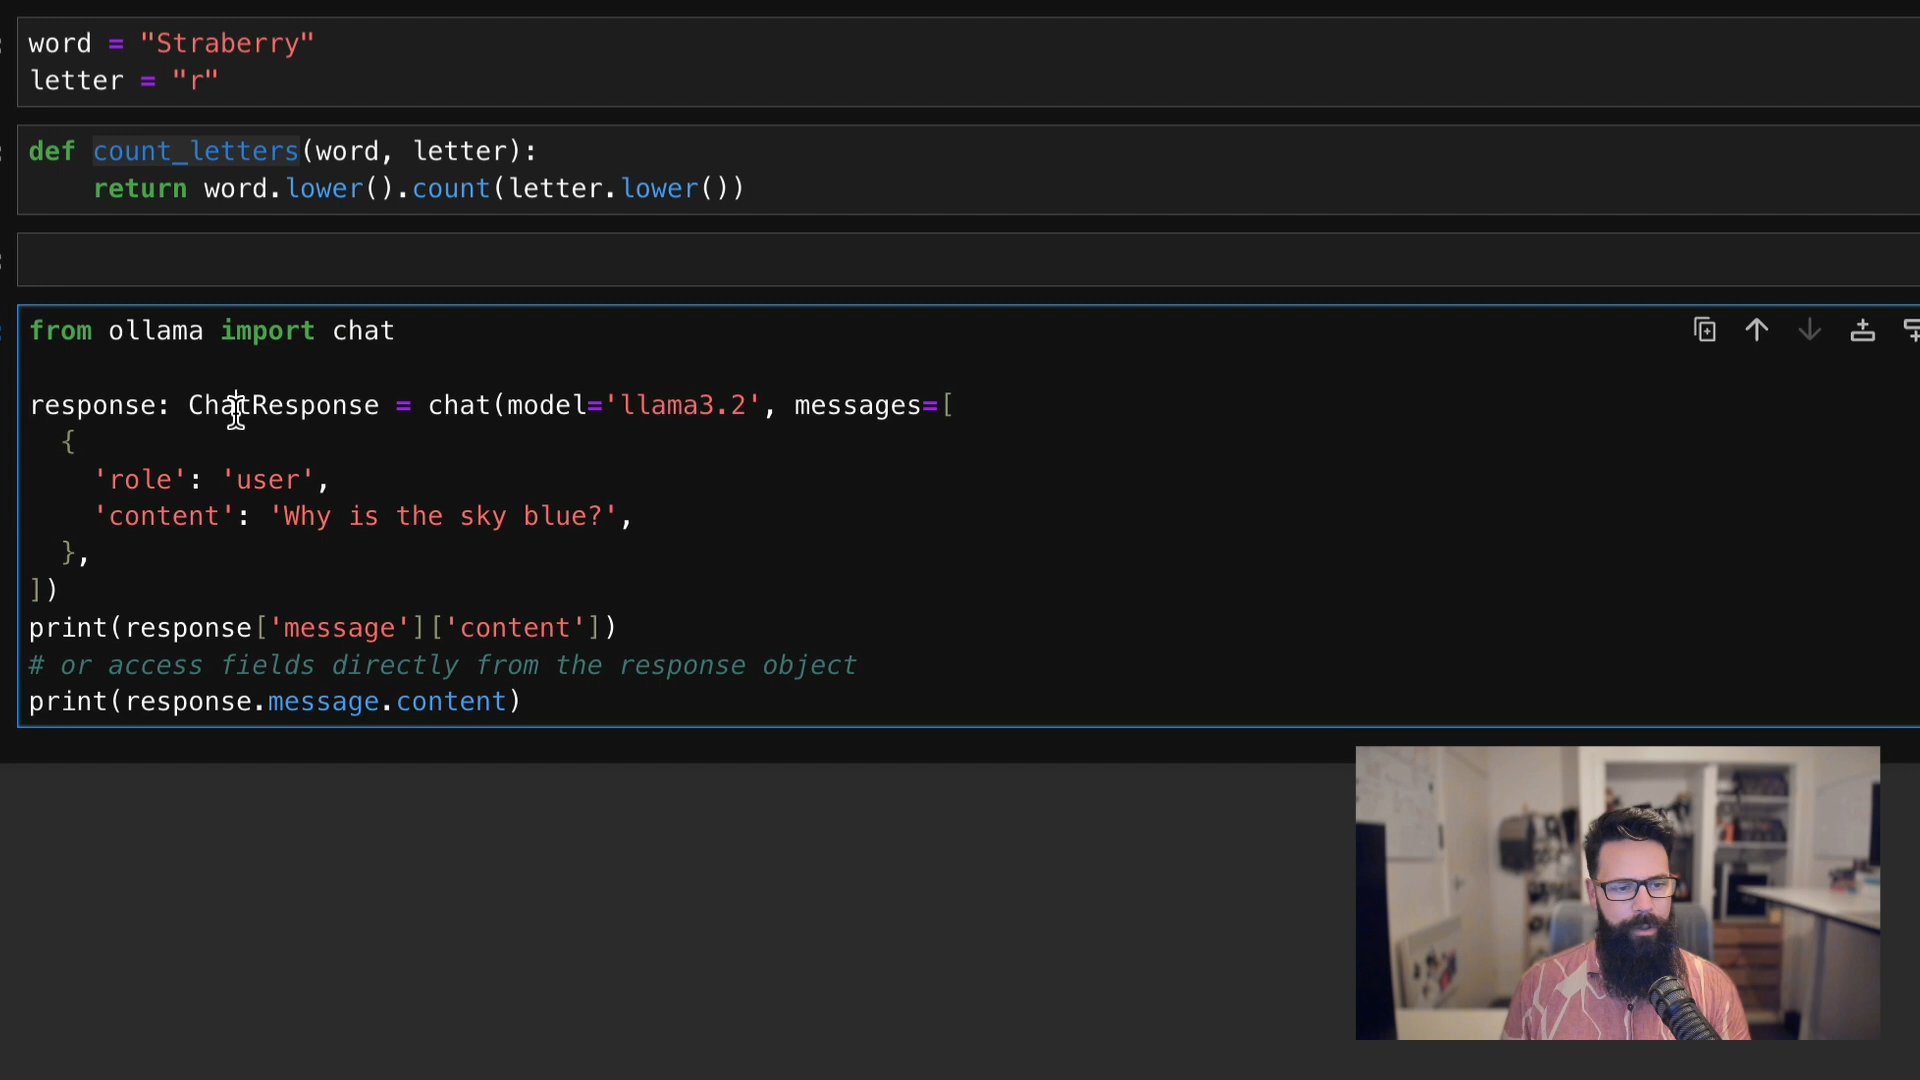 word = "Straberry"
letter = "r"
def count_letters(word, letter):
    return word.lower().count(letter.lower())
from ollama import chat
response: ChatResponse = chat(model='llama3.2', messages=[
  {
    'role': 'user',
    'content': 'Why is the sky blue?',
  },
])
print(response['message']['content'])
# or access fields directly from the response object
print(response.message.content)